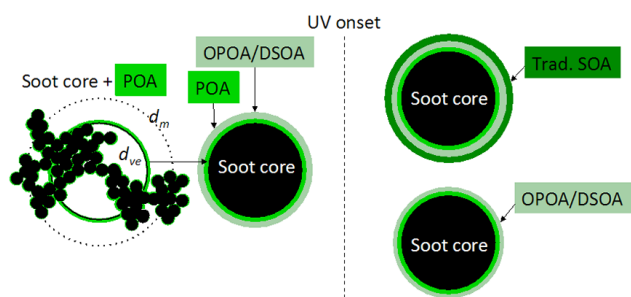 UV onset
OPOA/DSOA
Soot core + POA
POA
d_m
d_ve
Soot core
Trad. SOA
Soot core
OPOA/DSOA
Soot core